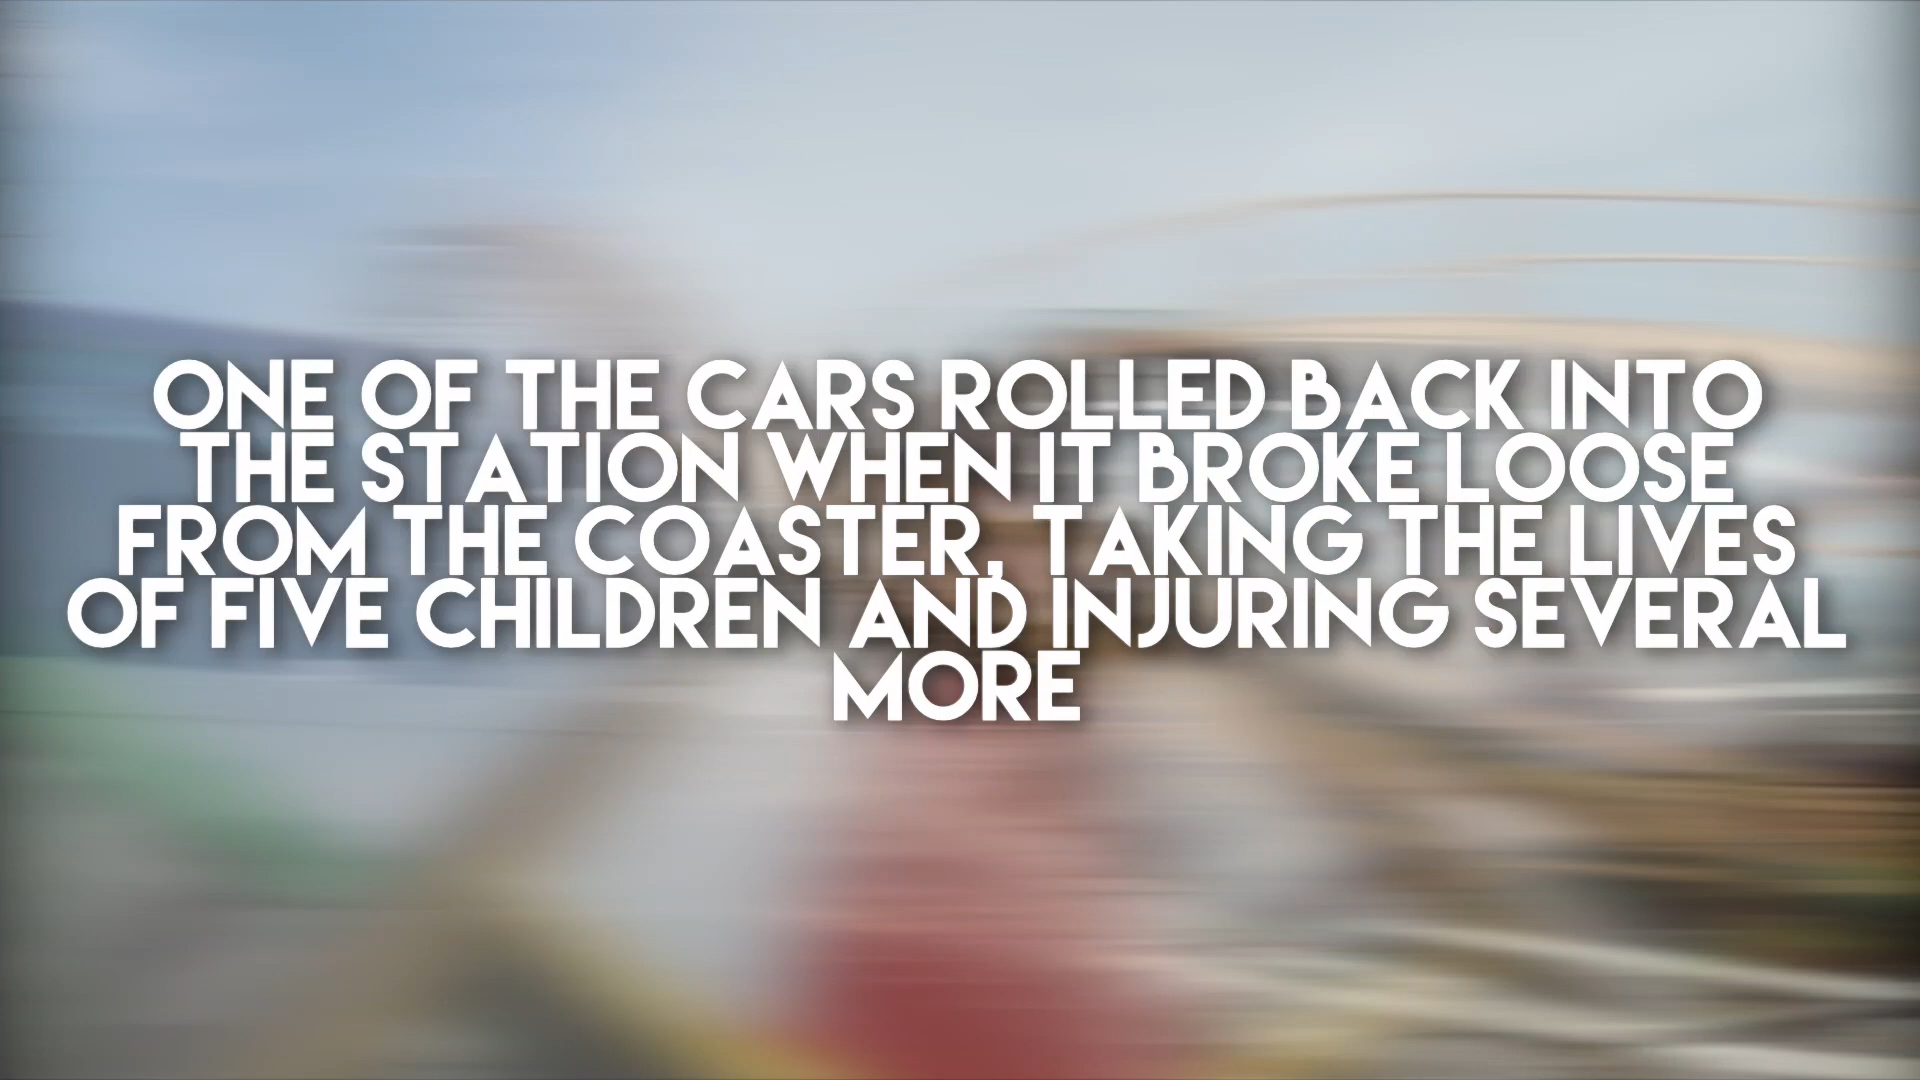 ONE OF THE CARS ROLLED BACK INTO
THE STATION WHEN IT BROKE LOOSE
FROM THE COASTER, TAKING THE LIVES
OF FIVE CHILDREN AND INJURING SEVERAL
MORE